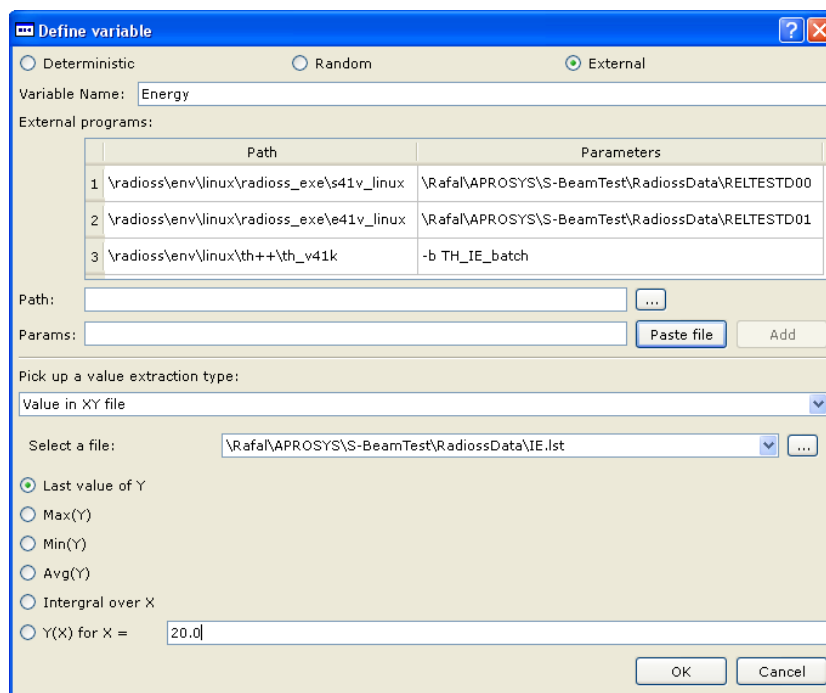 Define variable
Deterministic Random External
Variable Name: Energy
External programs:
Path Parameters
1 \radioss\env\linux\radioss_exe\s41v_linux \Rafal\APROSYS\S-BeamTest\RadiossData\RELTESTD00
2 \radioss\env\linux\radioss_exe\e41v_linux \Rafal\APROSYS\S-BeamTest\RadiossData\RELTESTD01
3 \radioss\env\linux\th++\th_v41k -b TH_IE_batch
Path: ...
Params: Paste file Add
Pick up a value extraction type:
Value in XY file
Select a file: \Rafal\APROSYS\S-BeamTest\RadiossData\IE.lst ...
Last value of Y
Max(Y)
Min(Y)
Avg(Y)
Intergral over X
Y(X) for X = 20.0
OK Cancel